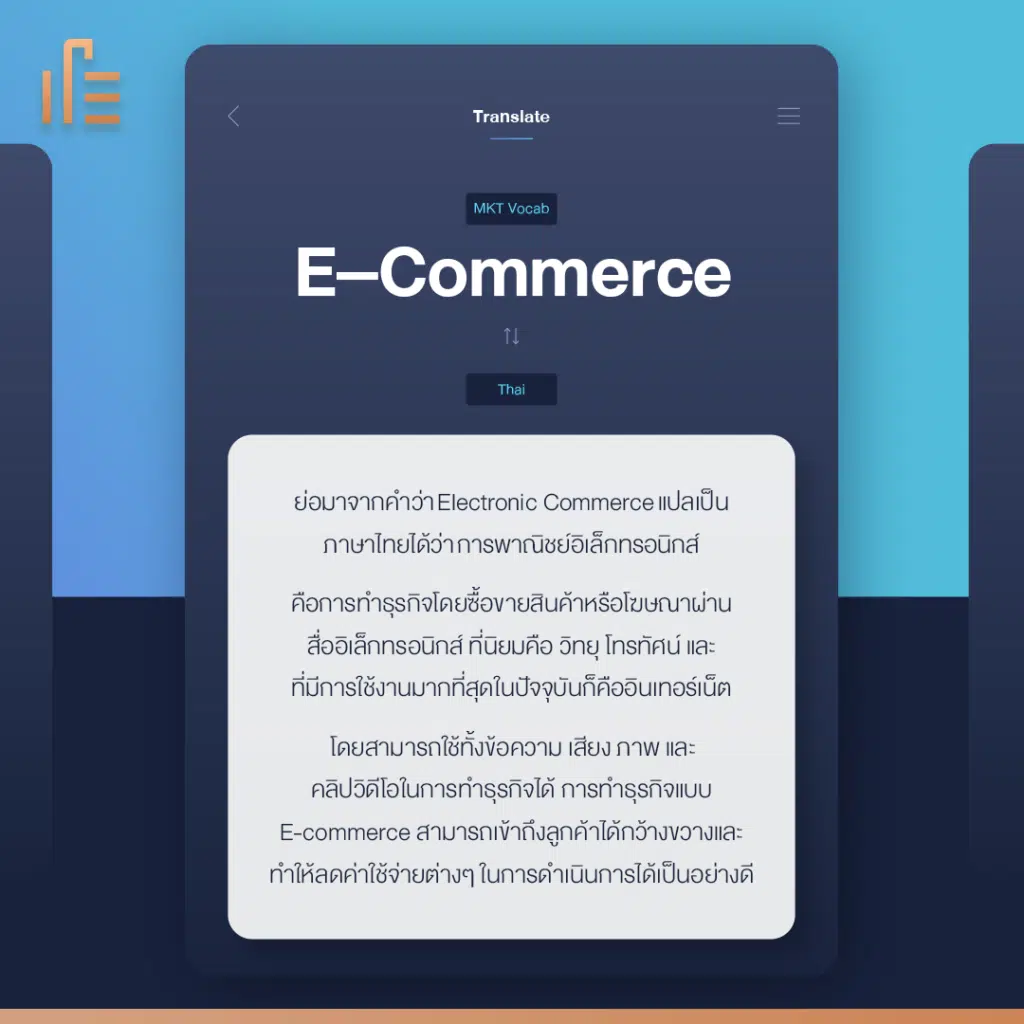 Translate
MKT Vocab
E–Commerce
Thai
ย่อมาจากคำว่า Electronic Commerce แปลเป็น
ภาษาไทยได้ว่า การพาณิชย์อิเล็กทรอนิกส์
คือการทำธุรกิจโดยซื้อขายสินค้าหรือโฆษณาผ่าน
สื่ออิเล็กทรอนิกส์ ที่นิยมคือ วิทยุ โทรทัศน์ และ
ที่มีการใช้งานมากที่สุดในปัจจุบันก็คืออินเทอร์เน็ต
โดยสามารถใช้ทั้งข้อความ เสียง ภาพ และ
คลิปวิดีโอในการทำธุรกิจได้ การทำธุรกิจแบบ
E-commerce สามารถเข้าถึงลูกค้าได้กว้างขวางและ
ทำให้ลดค่าใช้จ่ายต่างๆ ในการดำเนินการได้เป็นอย่างดี